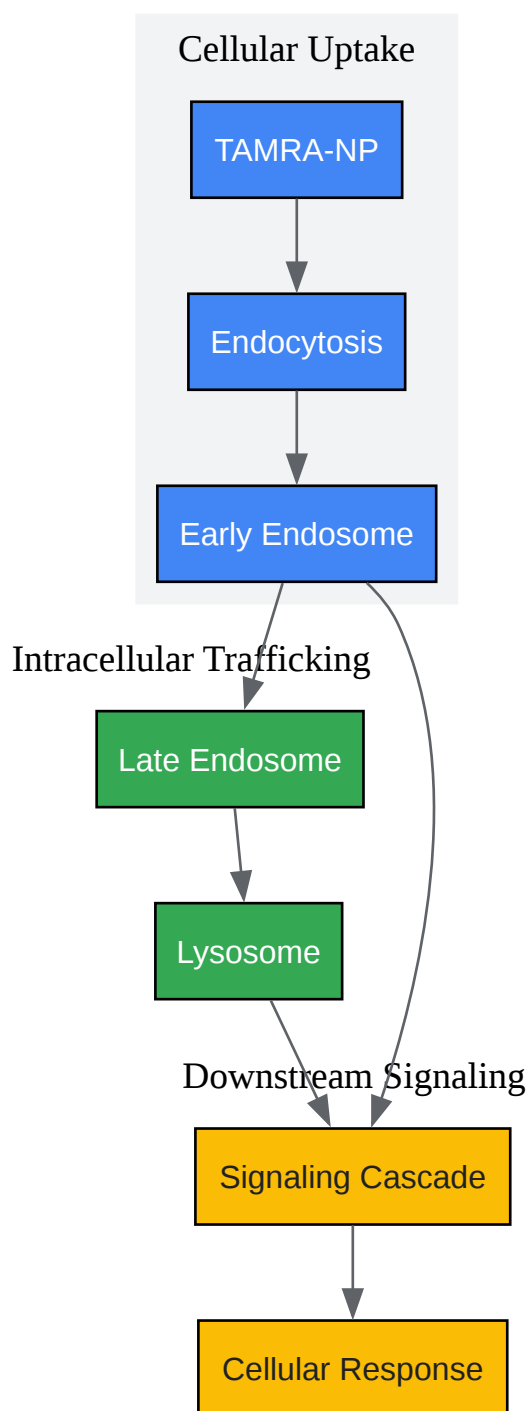 Cellular Uptake
TAMRA-NP
Endocytosis
Early Endosome
Intracellular Trafficking
Late Endosome
Lysosome
Downstream Signaling
Signaling Cascade
Cellular Response